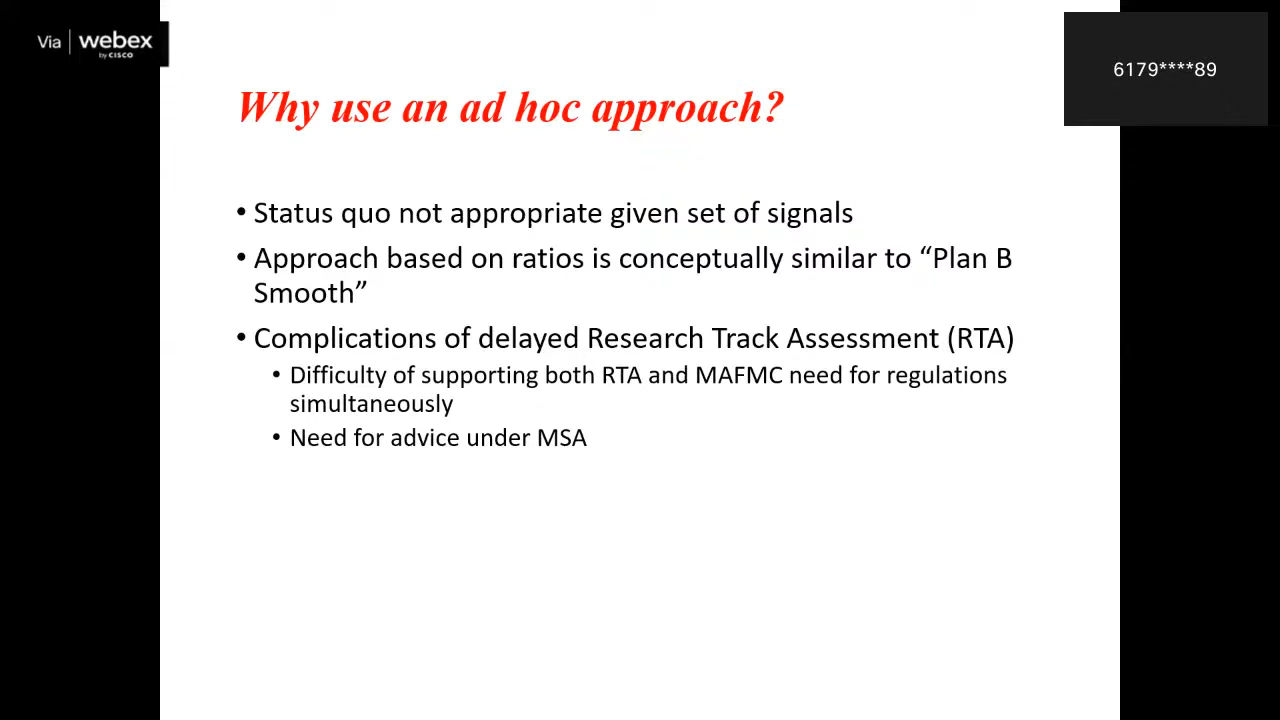 Via | webex
by CISCO
6179****89
Why use an ad hoc approach?
• Status quo not appropriate given set of signals
• Approach based on ratios is conceptually similar to “Plan B
Smooth”
• Complications of delayed Research Track Assessment (RTA)
• Difficulty of supporting both RTA and MAFMC need for regulations
simultaneously
• Need for advice under MSA